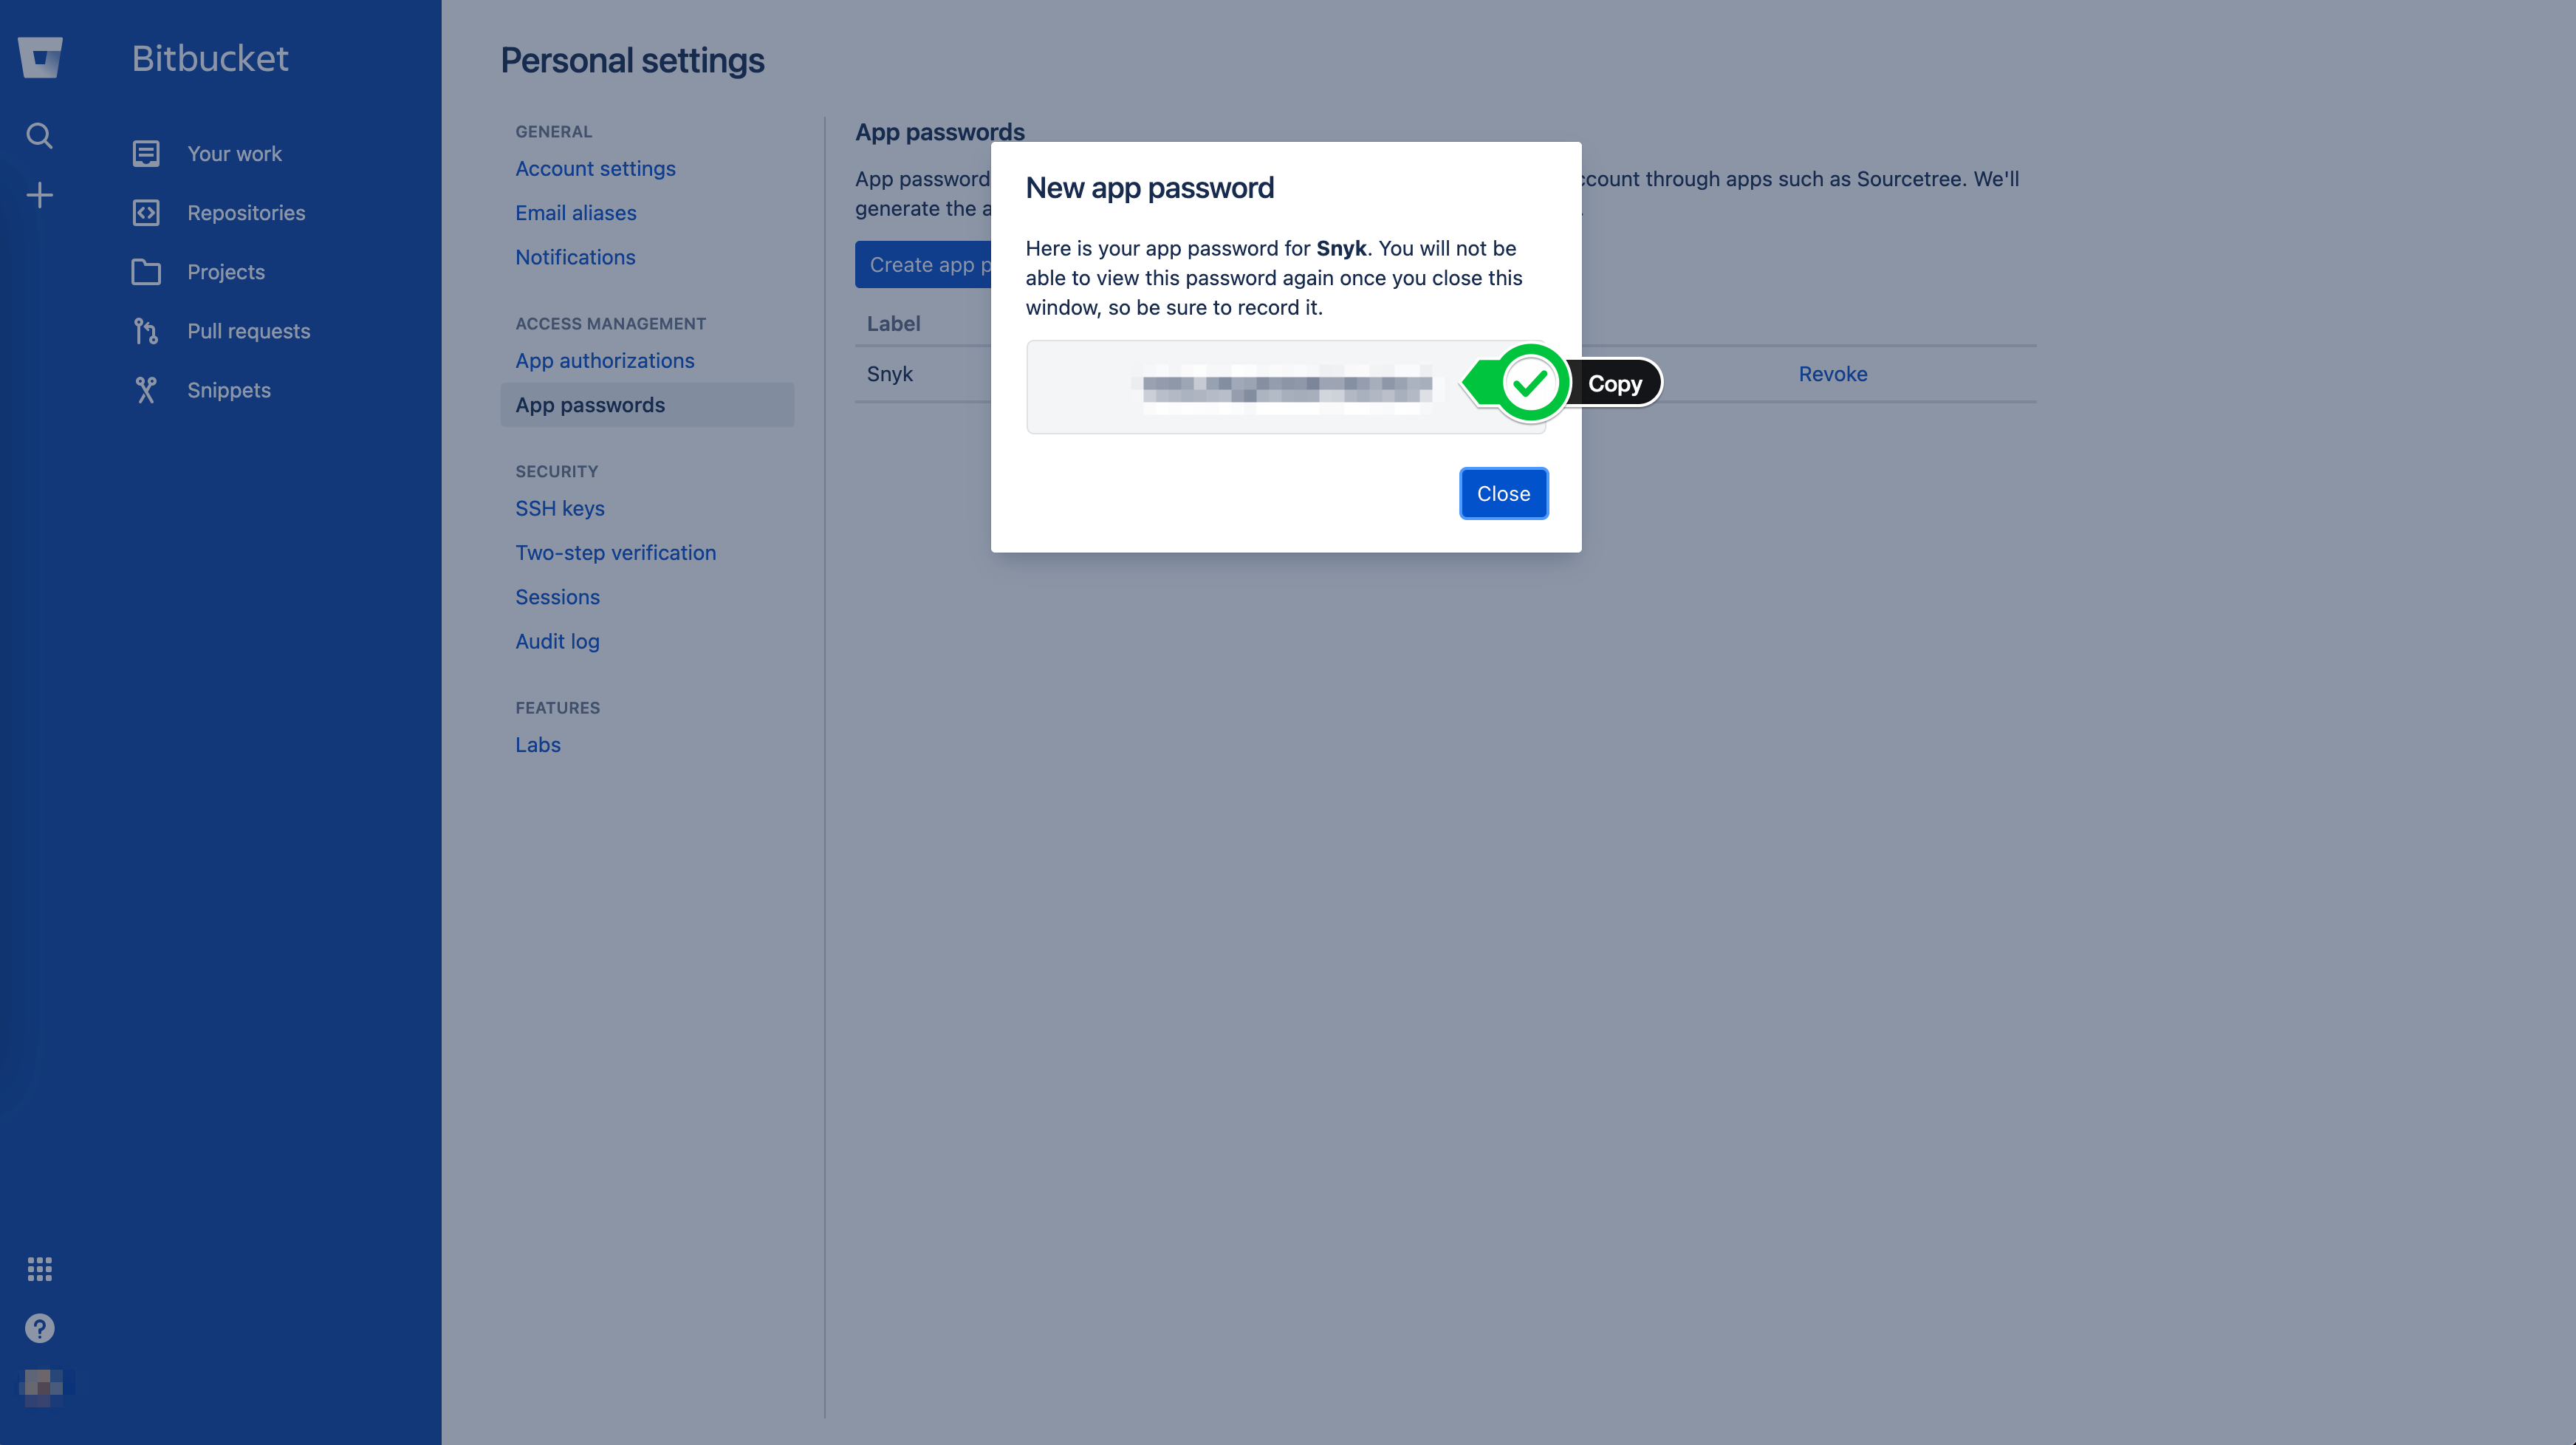 Bitbucket
Your work
Repositories
Projects
Pull requests
Snippets
Personal settings
GENERAL
Account settings
Email aliases
Notifications
ACCESS MANAGEMENT
App authorizations
App passwords
SECURITY
SSH keys
Two-step verification
Sessions
Audit log
FEATURES
Labs
App passwords
App password
ccount through apps such as Sourcetree. We'll
generate the a
Create app p
Label
Snyk
Revoke
New app password
Here is your app password for Snyk. You will not be
able to view this password again once you close this
window, so be sure to record it.
Copy
Close